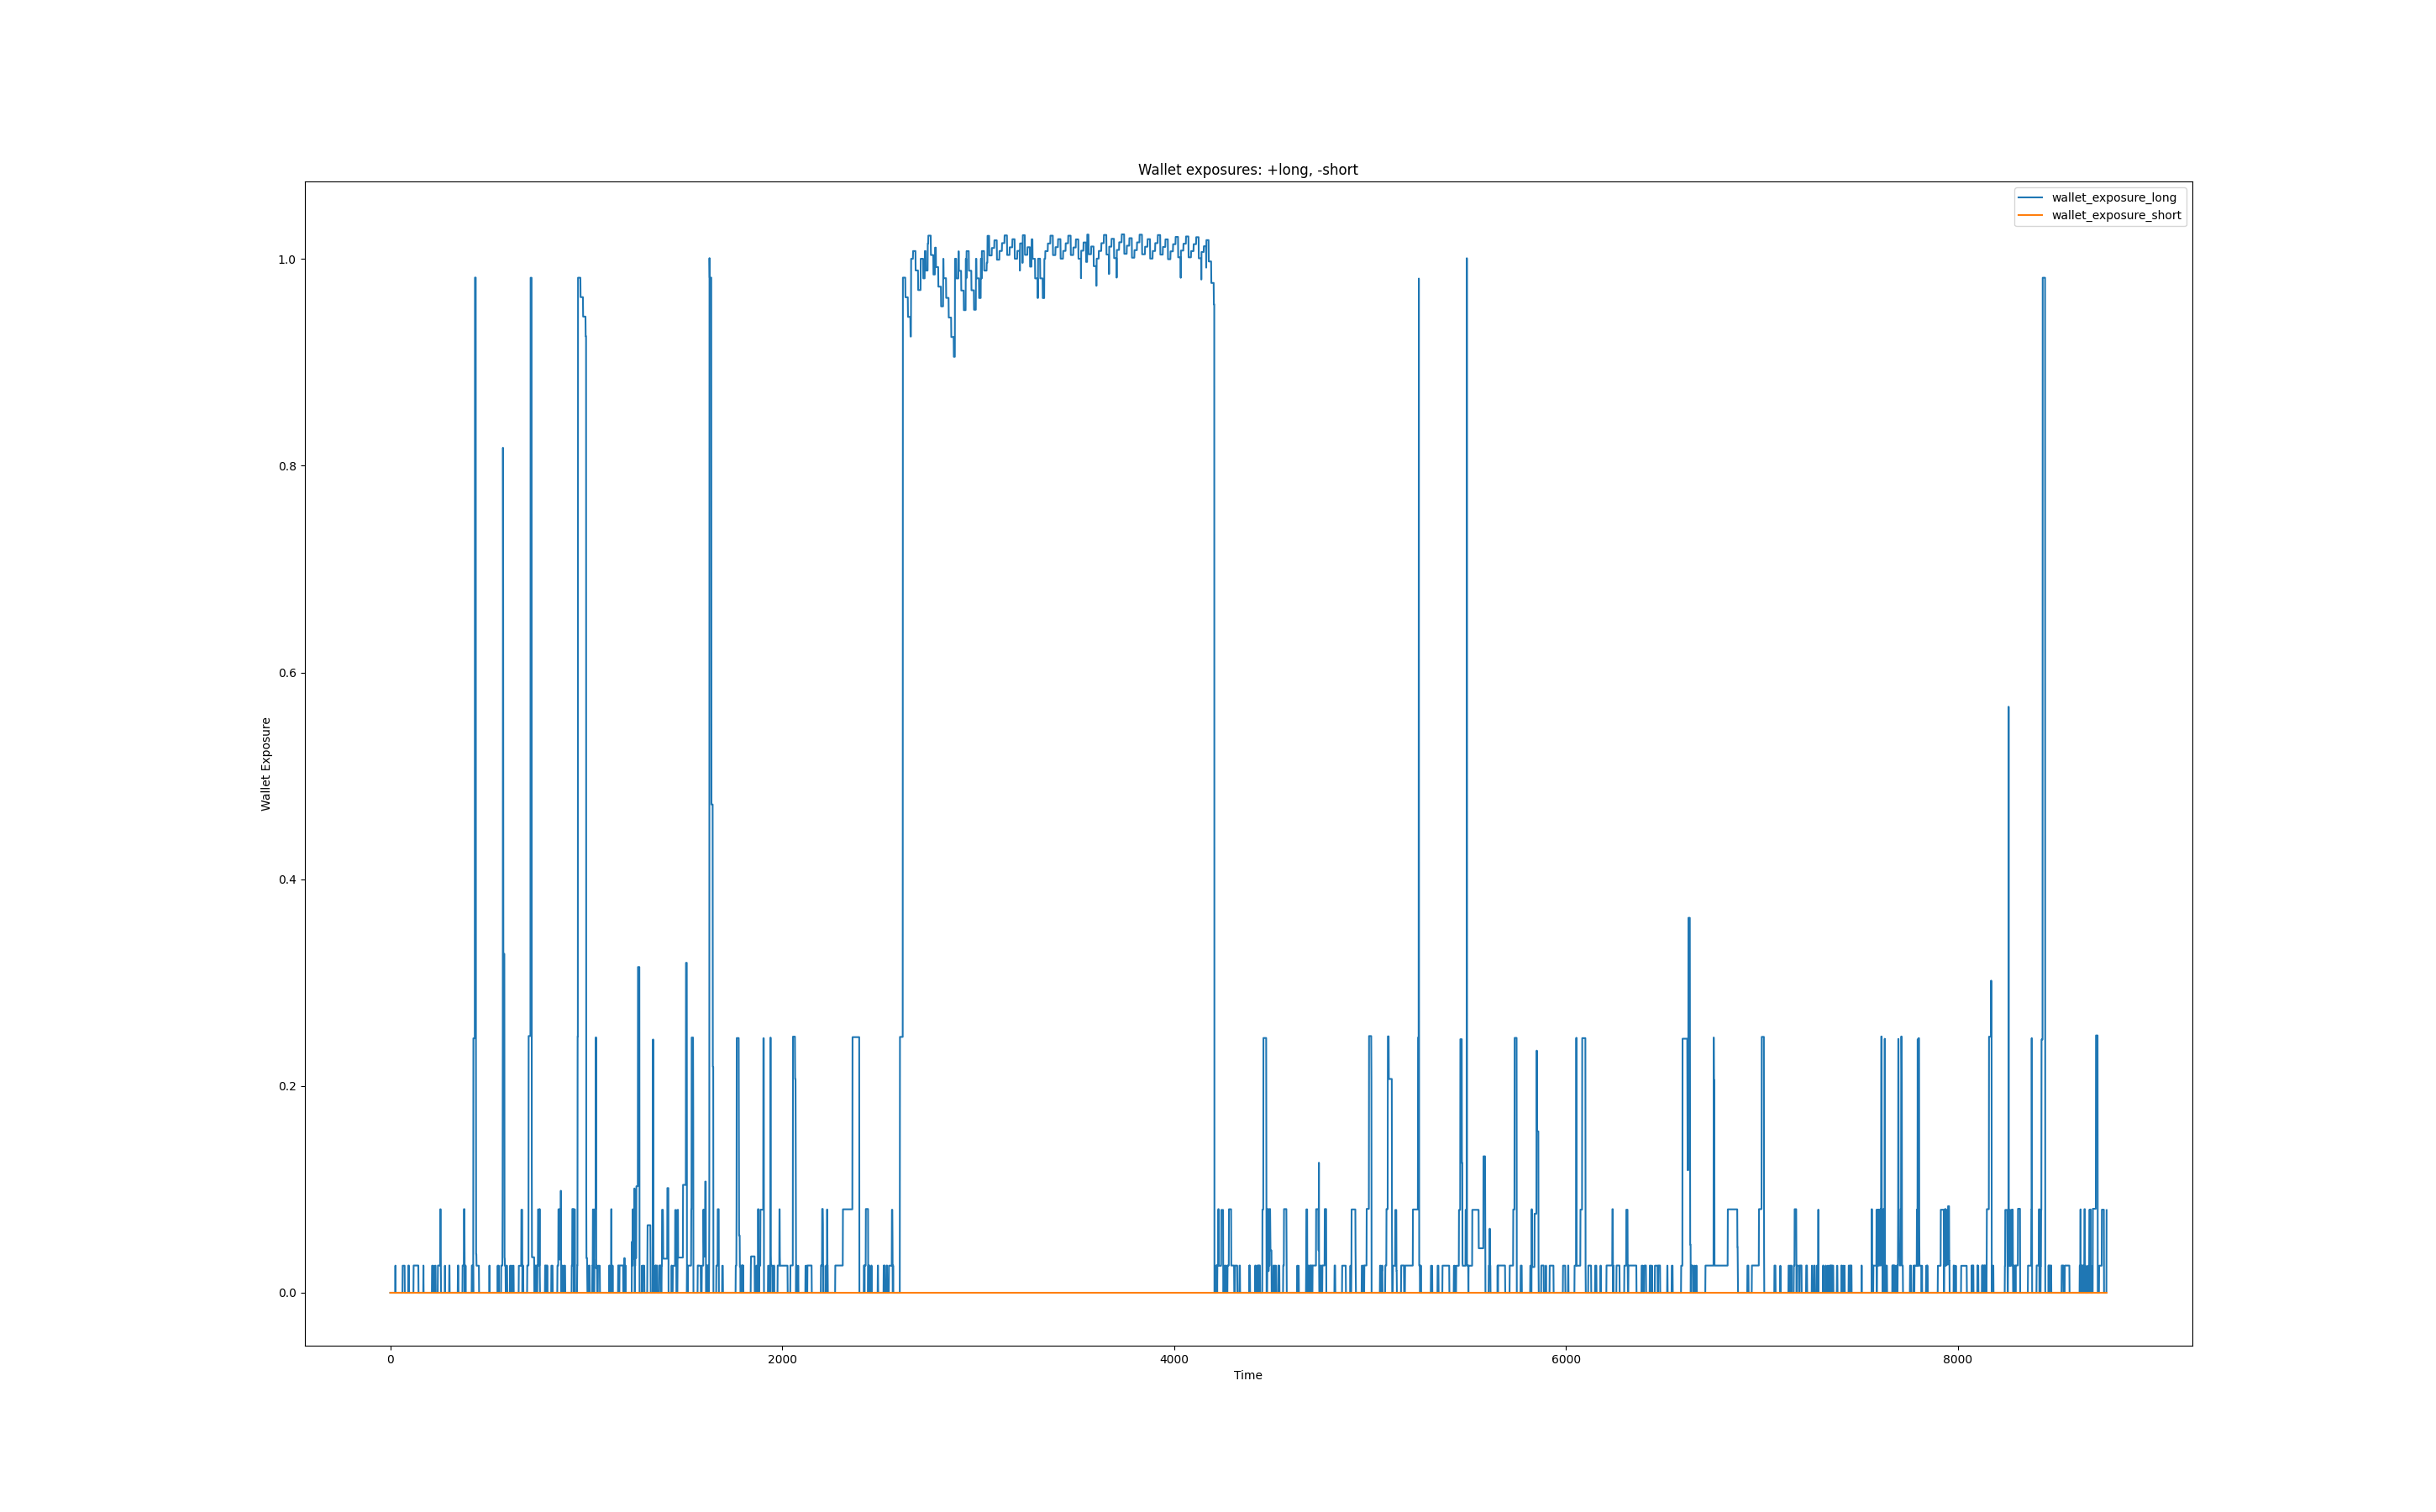 Wallet exposures: +long, -short
wallet_exposure_long
wallet_exposure_short
1.0
0.8
0.6
0.4
0.2
0.0
Wallet Exposure
0 2000 4000 6000 8000
Time